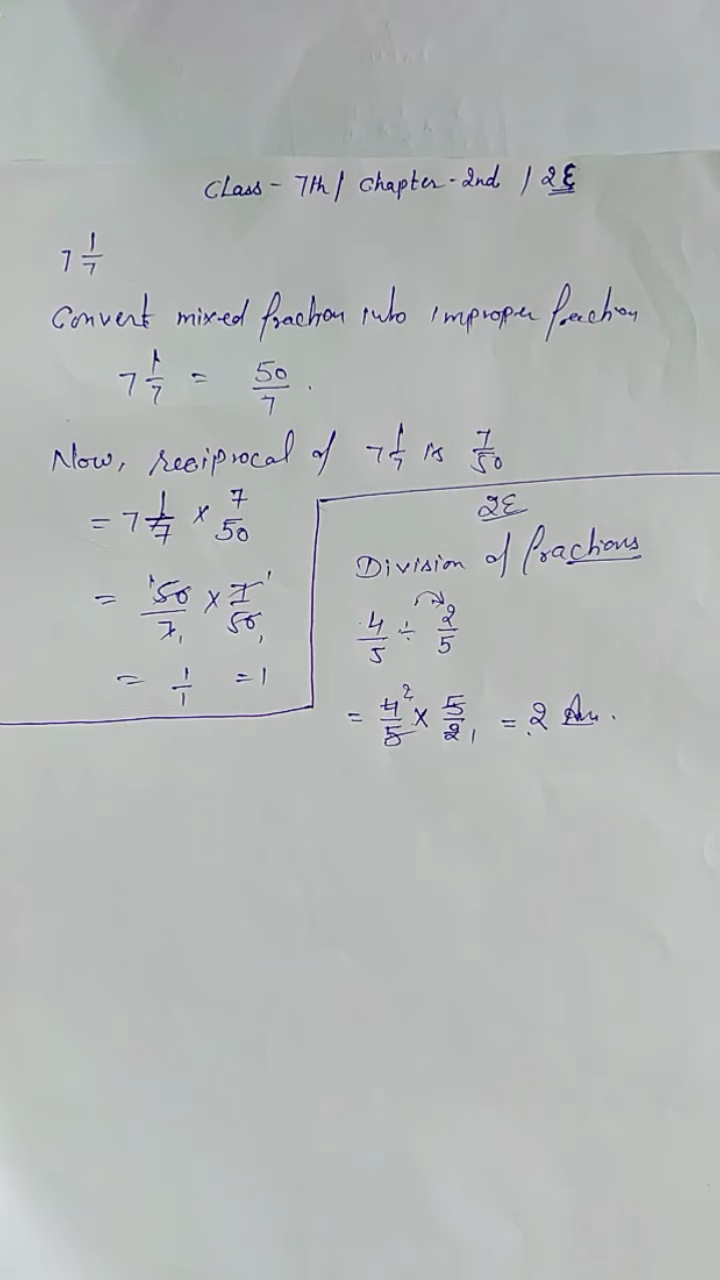 Class - 7th / Chapter - 2nd / 2E
7 1/7
Convert mixed fraction into improper fraction
7 1/7 = 50/7 .
Now, reciprocal of 7 1/7 is 7/50
= 7 1/7 × 7/50
= 50/7 × 7/50
= 1/1 = 1
2E
Division of fractions
4/5 ÷ 2/5
= 4/5 × 5/2 = 2 Ans.